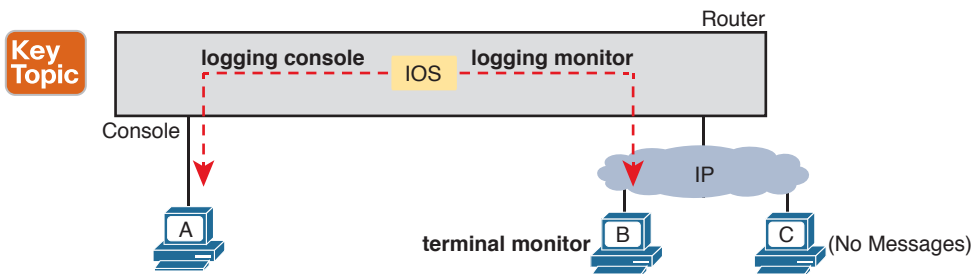 Router
Key
Topic
logging console
IOS
logging monitor
Console
IP
A
terminal monitor
B
C
(No Messages)